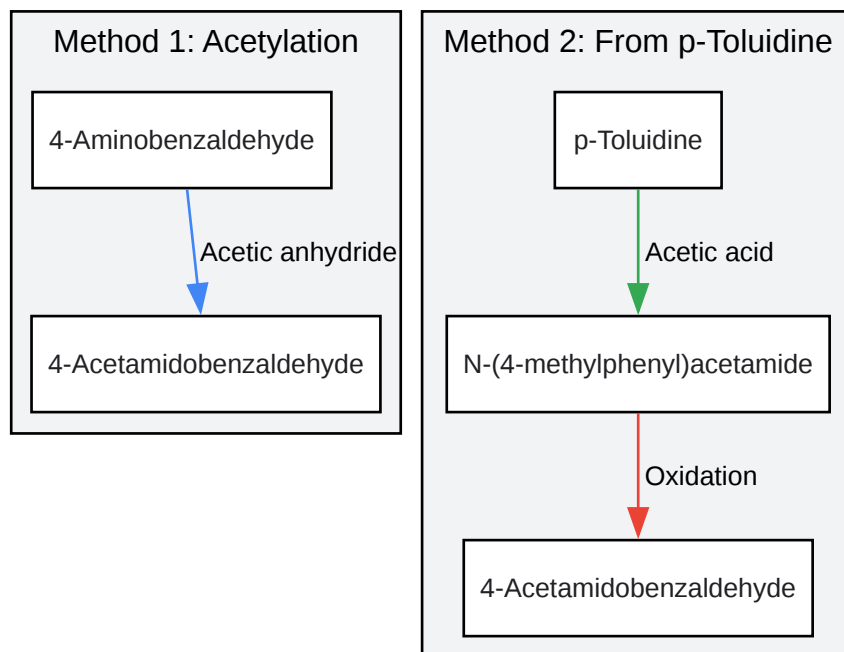 Method 1: Acetylation
4-Aminobenzaldehyde
Acetic anhydride
4-Acetamidobenzaldehyde
Method 2: From p-Toluidine
p-Toluidine
Acetic acid
N-(4-methylphenyl)acetamide
Oxidation
4-Acetamidobenzaldehyde